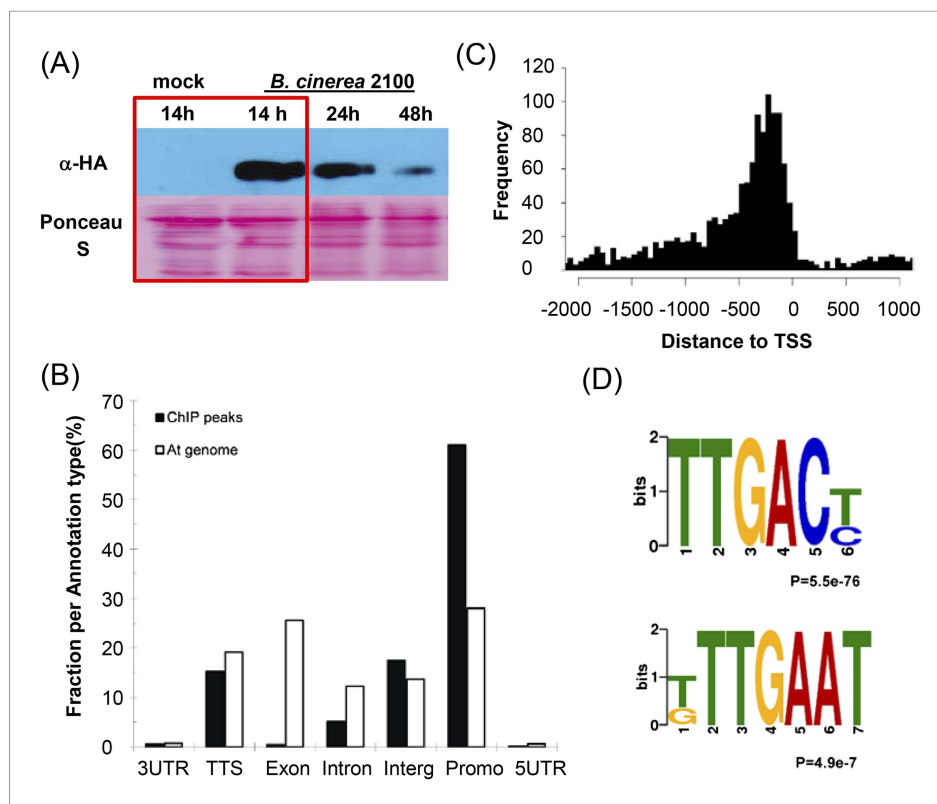 (A)
mock
B. cinerea 2100
14h
14 h
24h
48h
α-HA
Ponceau
S
(C)
Frequency
120
100
80
60
40
20
0
-2000
-1500
-1000
-500
0
500
1000
Distance to TSS
(B)
Fraction per Annotation type(%)
70
60
50
40
30
20
10
0
ChIP peaks
At genome
3UTR
TTS
Exon
Intron
Interg
Promo
5UTR
(D)
bits
2
1
0
TTGACT
C
1 2 3 4 5 6
P=5.5e-76
bits
2
1
0
TTTGAAT
G
1 2 3 4 5 6 7
P=4.9e-7